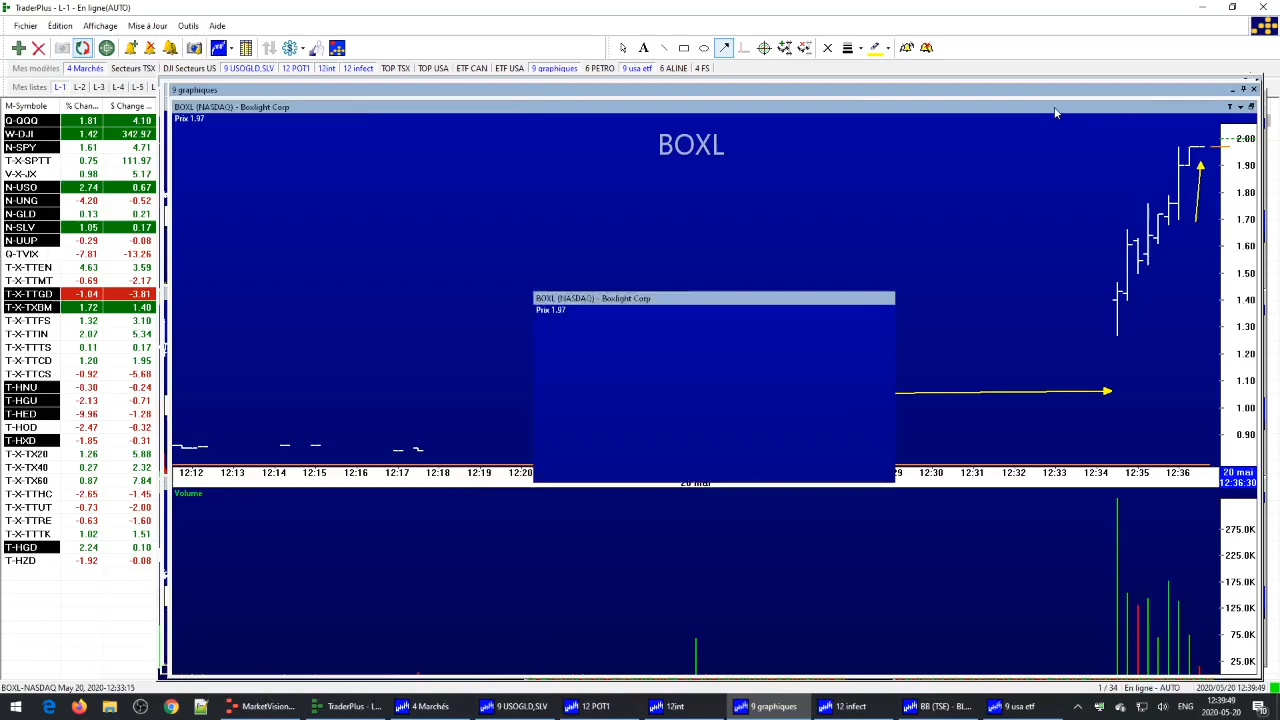 TraderPlus - L-1 - En ligne(AUTO)
Fichier Édition Affichage Mise à Jour Outils Aide
Mes modèles 4 Marchés Secteurs TSX DJI Secteurs US 9 USOGLD,SLV 12 POT1 12int 12 infect TOP TSX TOP USA ETF CAN ETF USA 9 graphiques 6 PETRO 9 usa etf 6 ALINE 4 FS
Mes listes L-1 L-2 L-3 L-4 L-5 L
9 graphiques
M-Symbole % Chan... $ Change ...
BOXL (NASDAQ) - Boxlight Corp
Prix 1.97
BOXL
Q-QQQ 1.81 4.10
W-DJI 1.42 342.97
N-SPY 1.61 4.71
T-X-SPTT 0.75 111.97
V-X-JX 0.98 5.17
N-USO 2.74 0.67
N-UNG -4.20 -0.52
N-GLD 0.13 0.21
N-SLV 1.05 0.17
N-UUP -0.29 -0.08
Q-TVIX -7.81 -13.26
T-X-TTEN 4.63 3.59
T-X-TTMT -0.69 -2.17
T-X-TTGD -1.04 -3.81
T-X-TXBM 1.72 1.40
T-X-TTFS 1.32 3.10
T-X-TTIN 2.07 5.34
T-X-TTTS 0.11 0.17
T-X-TTCD 1.20 1.95
T-X-TTCS -0.92 -5.68
T-HNU -0.30 -0.24
T-HGU -2.13 -0.71
T-HED -9.96 -1.28
T-HOD -2.47 -0.32
T-HXD -1.85 -0.31
T-X-TX20 1.26 5.88
T-X-TX40 0.27 2.32
T-X-TX60 0.87 7.84
T-X-TTHC -2.65 -1.45
T-X-TTUT -0.73 -2.00
T-X-TTRE -0.63 -1.60
T-X-TTTK 1.02 1.51
T-HGD 2.24 0.10
T-HZD -1.92 -0.08
BOXL (NASDAQ) - Boxlight Corp
Prix 1.97
2.00
1.90
1.80
1.70
1.60
1.50
1.40
1.30
1.20
1.10
1.00
0.90
12:12 12:13 12:14 12:15 12:16 12:17 12:18 12:19 12:20 29 12:30 12:31 12:32 12:33 12:34 12:35 12:36
20 mai
20 mai
12:36:30
Volume
275.0K
225.0K
175.0K
125.0K
75.0K
25.0K
BOXL-NASDAQ May 20, 2020-12:33:15
1 / 34 En ligne - AUTO 2020/05/20 12:39:49
MarketVision... TraderPlus - L... 4 Marchés 9 USOGLD,SLV 12 POT1 12int 9 graphiques 12 infect BB (TSE) - BL... 9 usa etf
ENG
12:39:49
2020-05-20